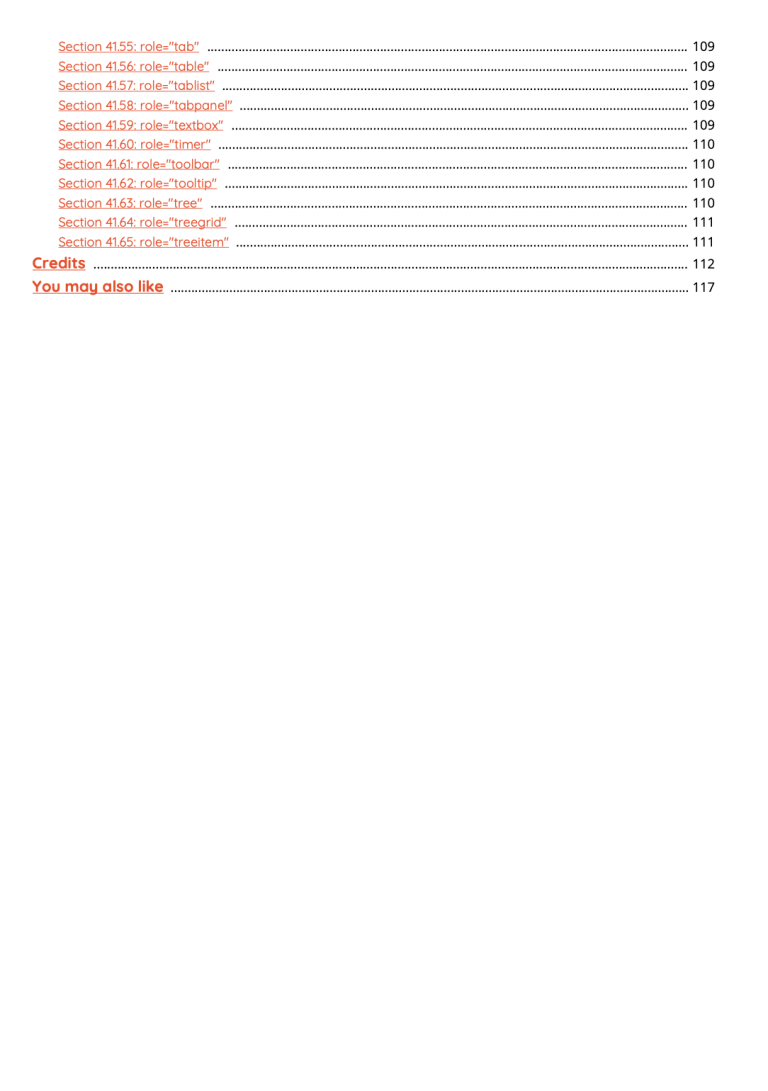 Section 41.55: role="tab" ........................................................................................................................................... 109
Section 41.56: role="table" ........................................................................................................................................ 109
Section 41.57: role="tablist" ....................................................................................................................................... 109
Section 41.58: role="tabpanel" .................................................................................................................................. 109
Section 41.59: role="textbox" .................................................................................................................................... 109
Section 41.60: role="timer" ........................................................................................................................................ 110
Section 41.61: role="toolbar" ..................................................................................................................................... 110
Section 41.62: role="tooltip" ...................................................................................................................................... 110
Section 41.63: role="tree" .......................................................................................................................................... 110
Section 41.64: role="treegrid" ................................................................................................................................... 111
Section 41.65: role="treeitem" ................................................................................................................................... 111
Credits ............................................................................................................................................................................ 112
You may also like ...................................................................................................................................................... 117